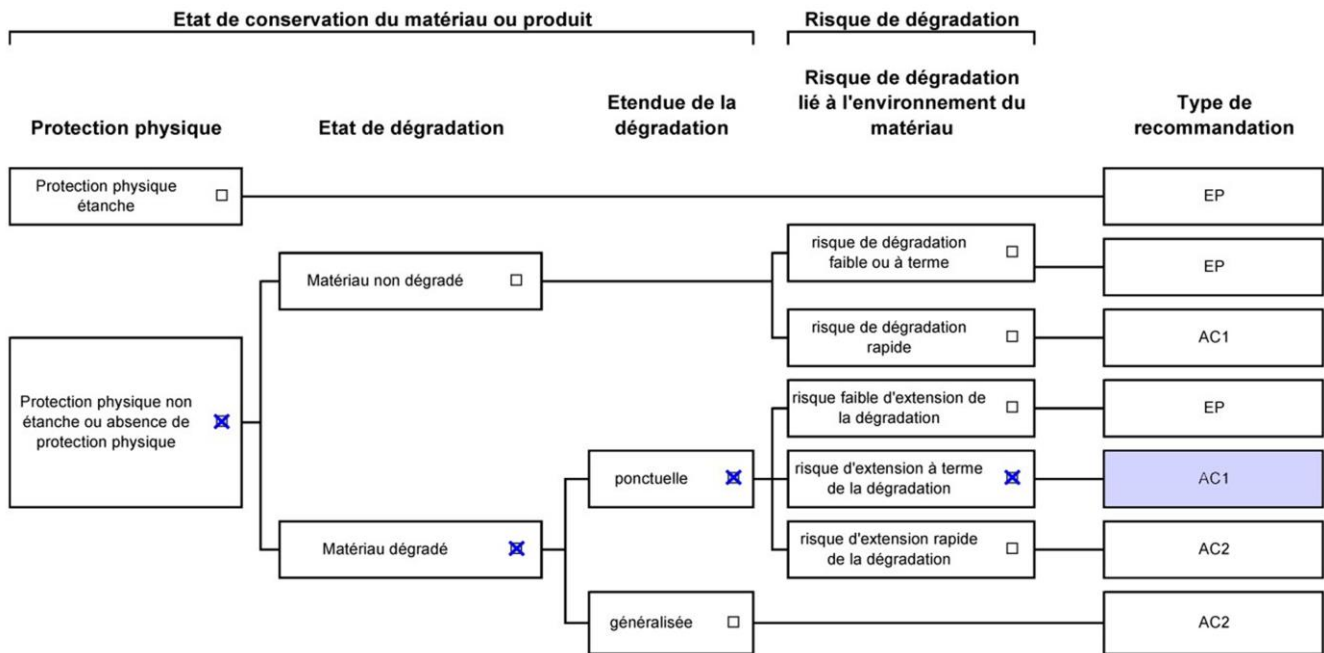 Etat de conservation du matériau ou produit
Risque de dégradation
Protection physique
Etat de dégradation
Etendue de la
dégradation
Risque de dégradation
lié à l'environnement du
matériau
Type de
recommandation
Protection physique
étanche
EP
risque de dégradation
faible ou à terme
EP
Matériau non dégradé
risque de dégradation
rapide
AC1
Protection physique non
étanche ou absence de
protection physique
risque faible d'extension de
la dégradation
EP
ponctuelle
risque d'extension à terme
de la dégradation
AC1
Matériau dégradé
risque d'extension rapide
de la dégradation
AC2
généralisée
AC2